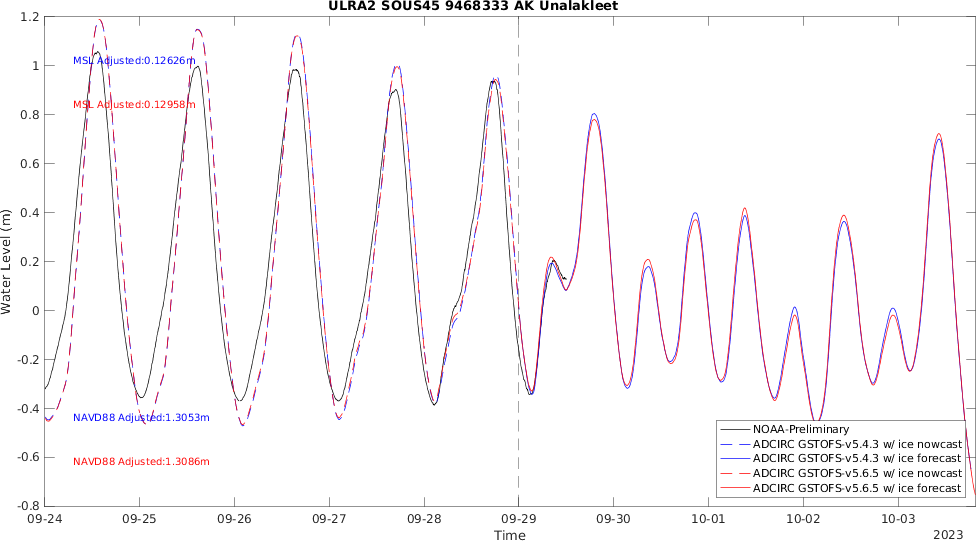 ULRA2 SOUS45 9468333 AK Unalakleet
1.2
1
0.8
0.6
0.4
0.2
0
-0.2
-0.4
-0.6
-0.8
Water Level (m)
MSL Adjusted:0.12626m
MSL Adjusted:0.12958m
NAVD88 Adjusted:1.3053m
NAVD88 Adjusted:1.3086m
NOAA-Preliminary
ADCIRC GSTOFS-v5.4.3 w/ ice nowcast
ADCIRC GSTOFS-v5.4.3 w/ ice forecast
ADCIRC GSTOFS-v5.6.5 w/ ice nowcast
ADCIRC GSTOFS-v5.6.5 w/ ice forecast
09-24 09-25 09-26 09-27 09-28 09-29 09-30 10-01 10-02 10-03
Time
2023